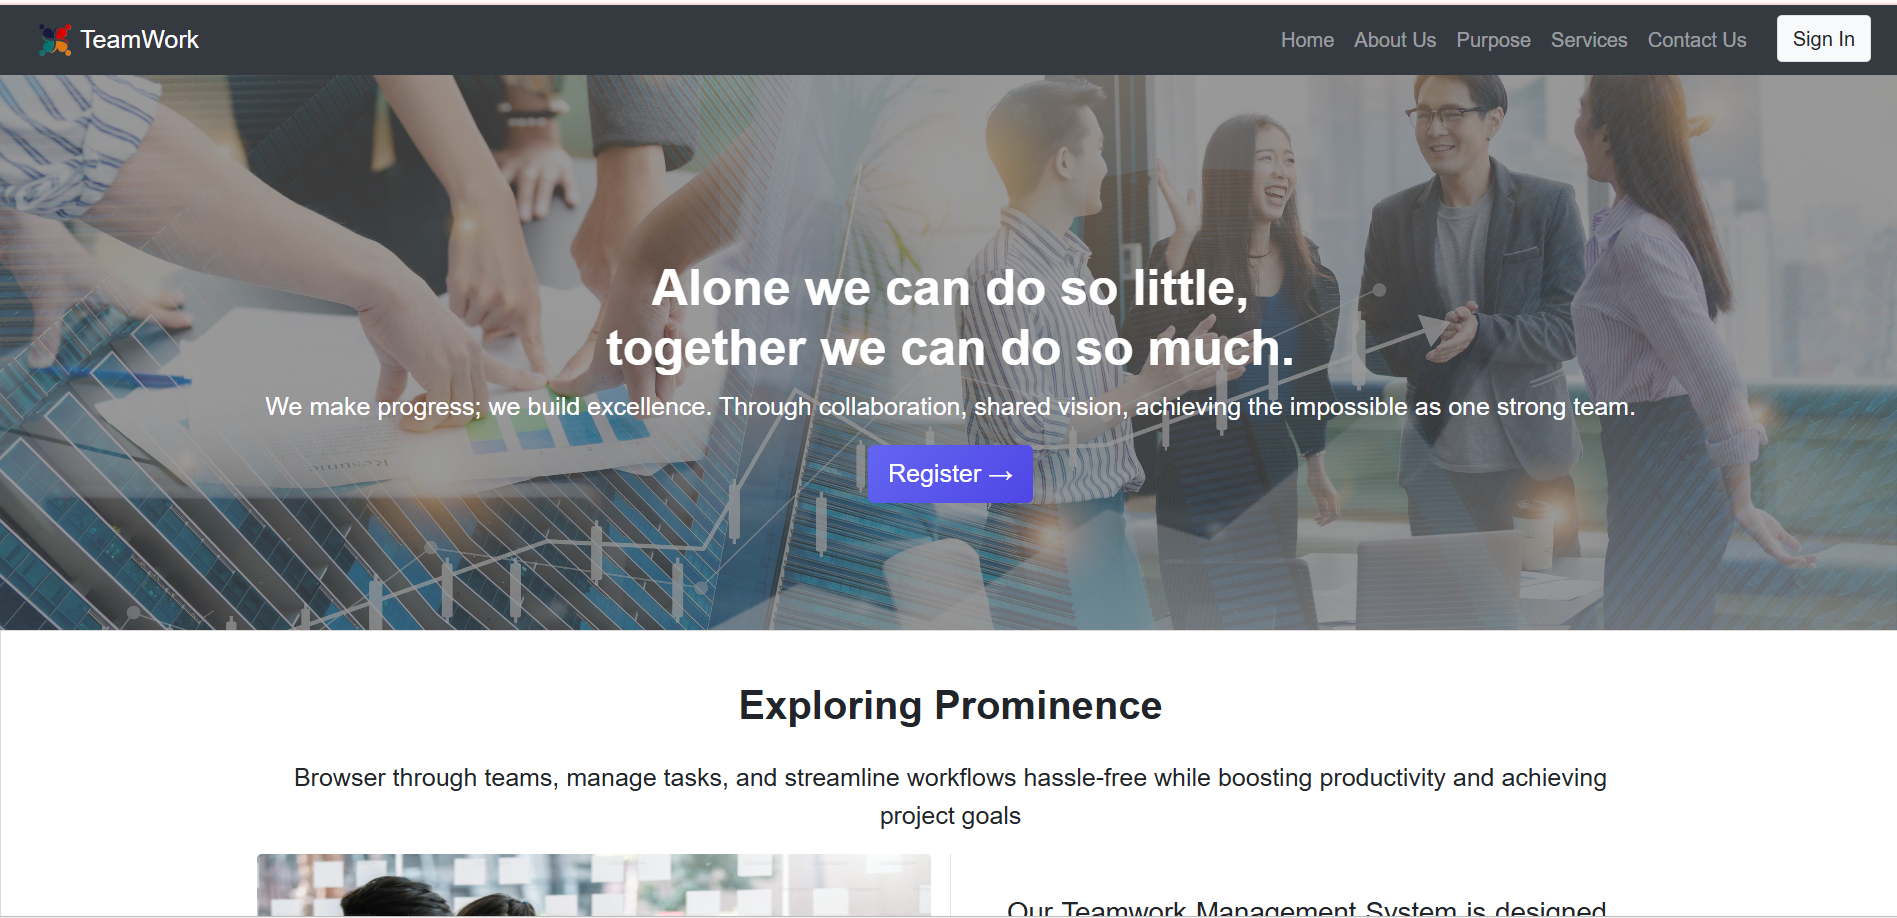 TeamWork
Home About Us Purpose Services Contact Us Sign In
Alone we can do so little,
together we can do so much.
We make progress; we build excellence. Through collaboration, shared vision, achieving the impossible as one strong team.
Register →
Resume
Exploring Prominence
Browser through teams, manage tasks, and streamline workflows hassle-free while boosting productivity and achieving
project goals
Our Teamwork Management System is designed